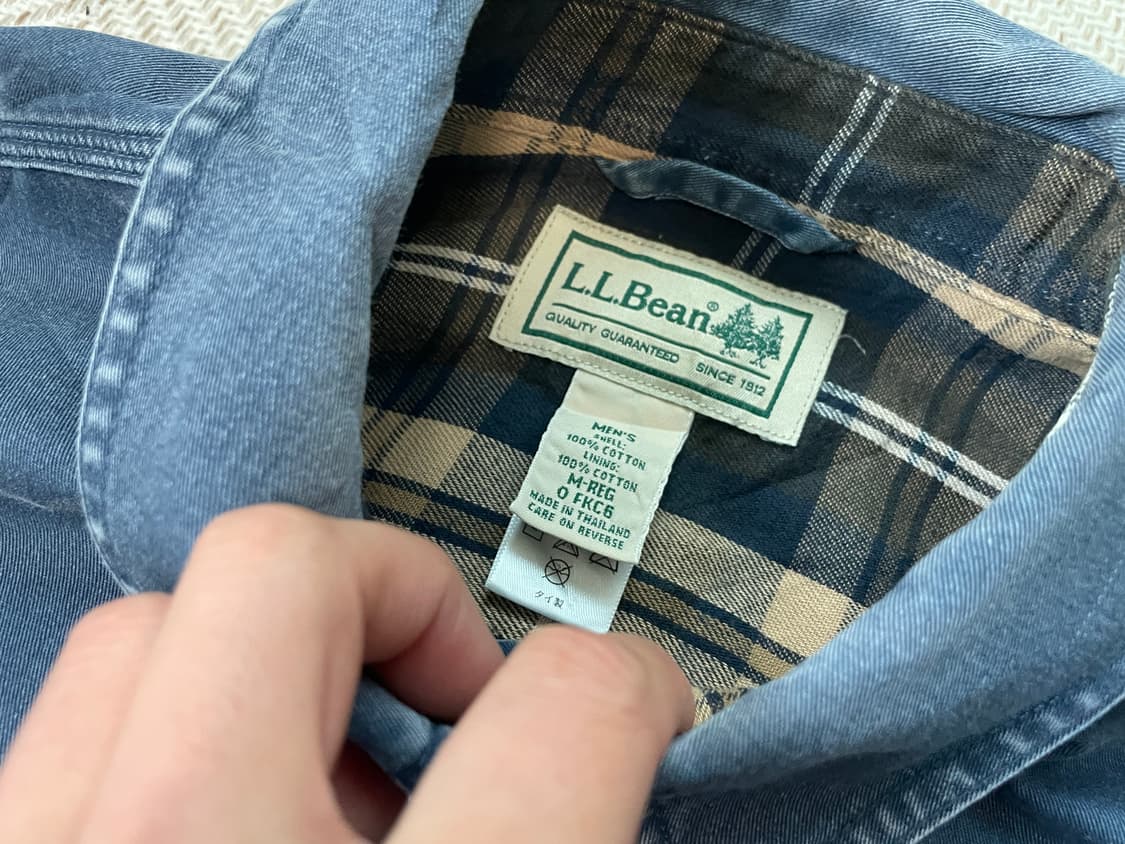 L.L.Bean®
QUALITY GUARANTEED SINCE 1912
MEN'S
SHELL:
100% COTTON
LINING:
100% COTTON
M-REG
0 FKC6
MADE IN THAILAND
CARE ON REVERSE
タイ製